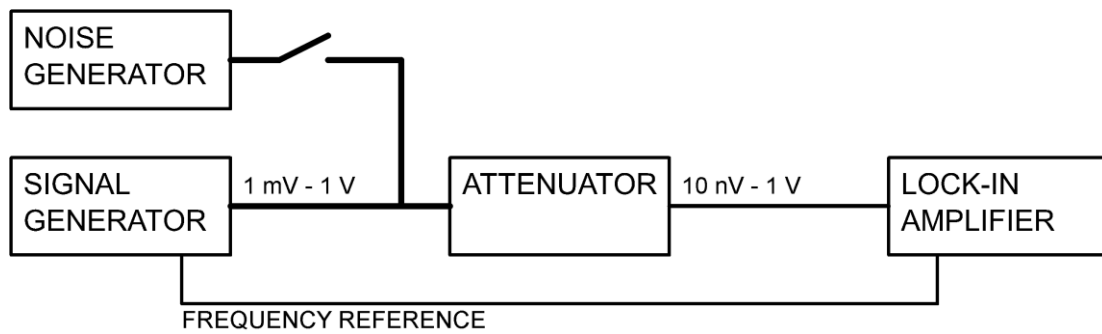 NOISE
GENERATOR
SIGNAL
GENERATOR
1 mV - 1 V
ATTENUATOR
10 nV - 1 V
LOCK-IN
AMPLIFIER
FREQUENCY REFERENCE